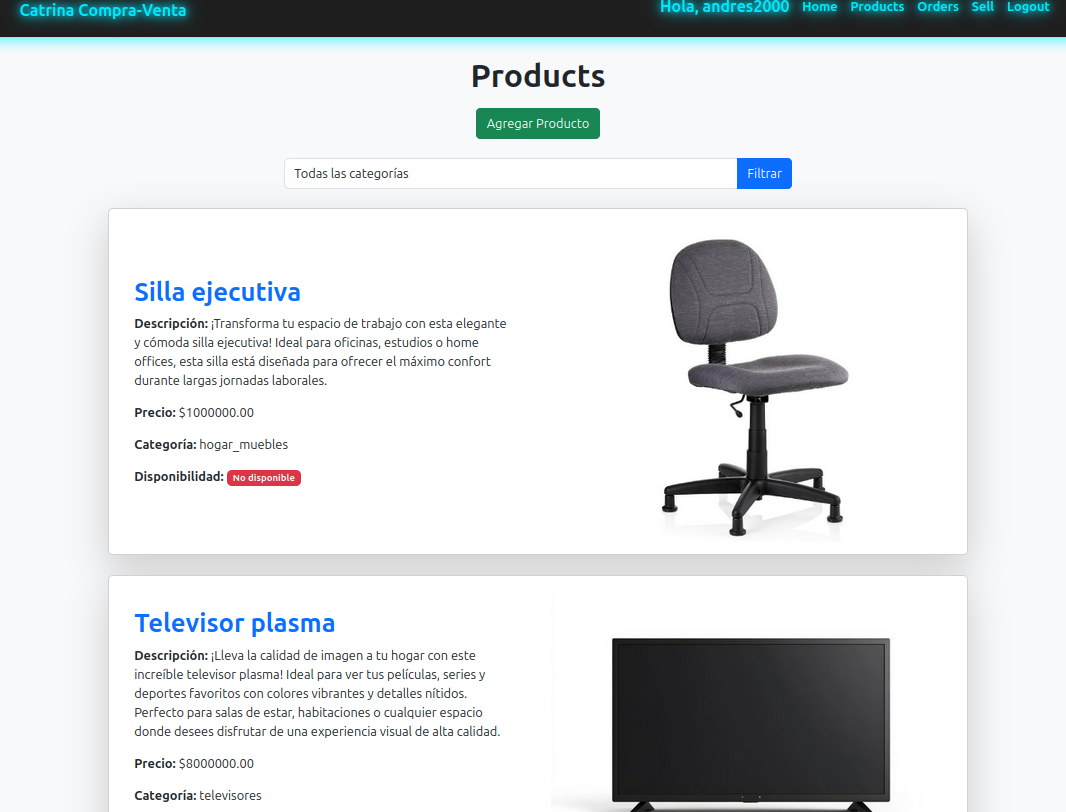 Catrina Compra-Venta
Hola, andres2000 Home Products Orders Sell Logout
Products
Agregar Producto
Todas las categorías
Filtrar
Silla ejecutiva
Descripción: ¡Transforma tu espacio de trabajo con esta elegante
y cómoda silla ejecutiva! Ideal para oficinas, estudios o home
offices, esta silla está diseñada para ofrecer el máximo confort
durante largas jornadas laborales.
Precio: $1000000.00
Categoría: hogar_muebles
Disponibilidad: No disponible
Televisor plasma
Descripción: ¡Lleva la calidad de imagen a tu hogar con este
increíble televisor plasma! Ideal para ver tus películas, series y
deportes favoritos con colores vibrantes y detalles nítidos.
Perfecto para salas de estar, habitaciones o cualquier espacio
donde desees disfrutar de una experiencia visual de alta calidad.
Precio: $8000000.00
Categoría: televisores